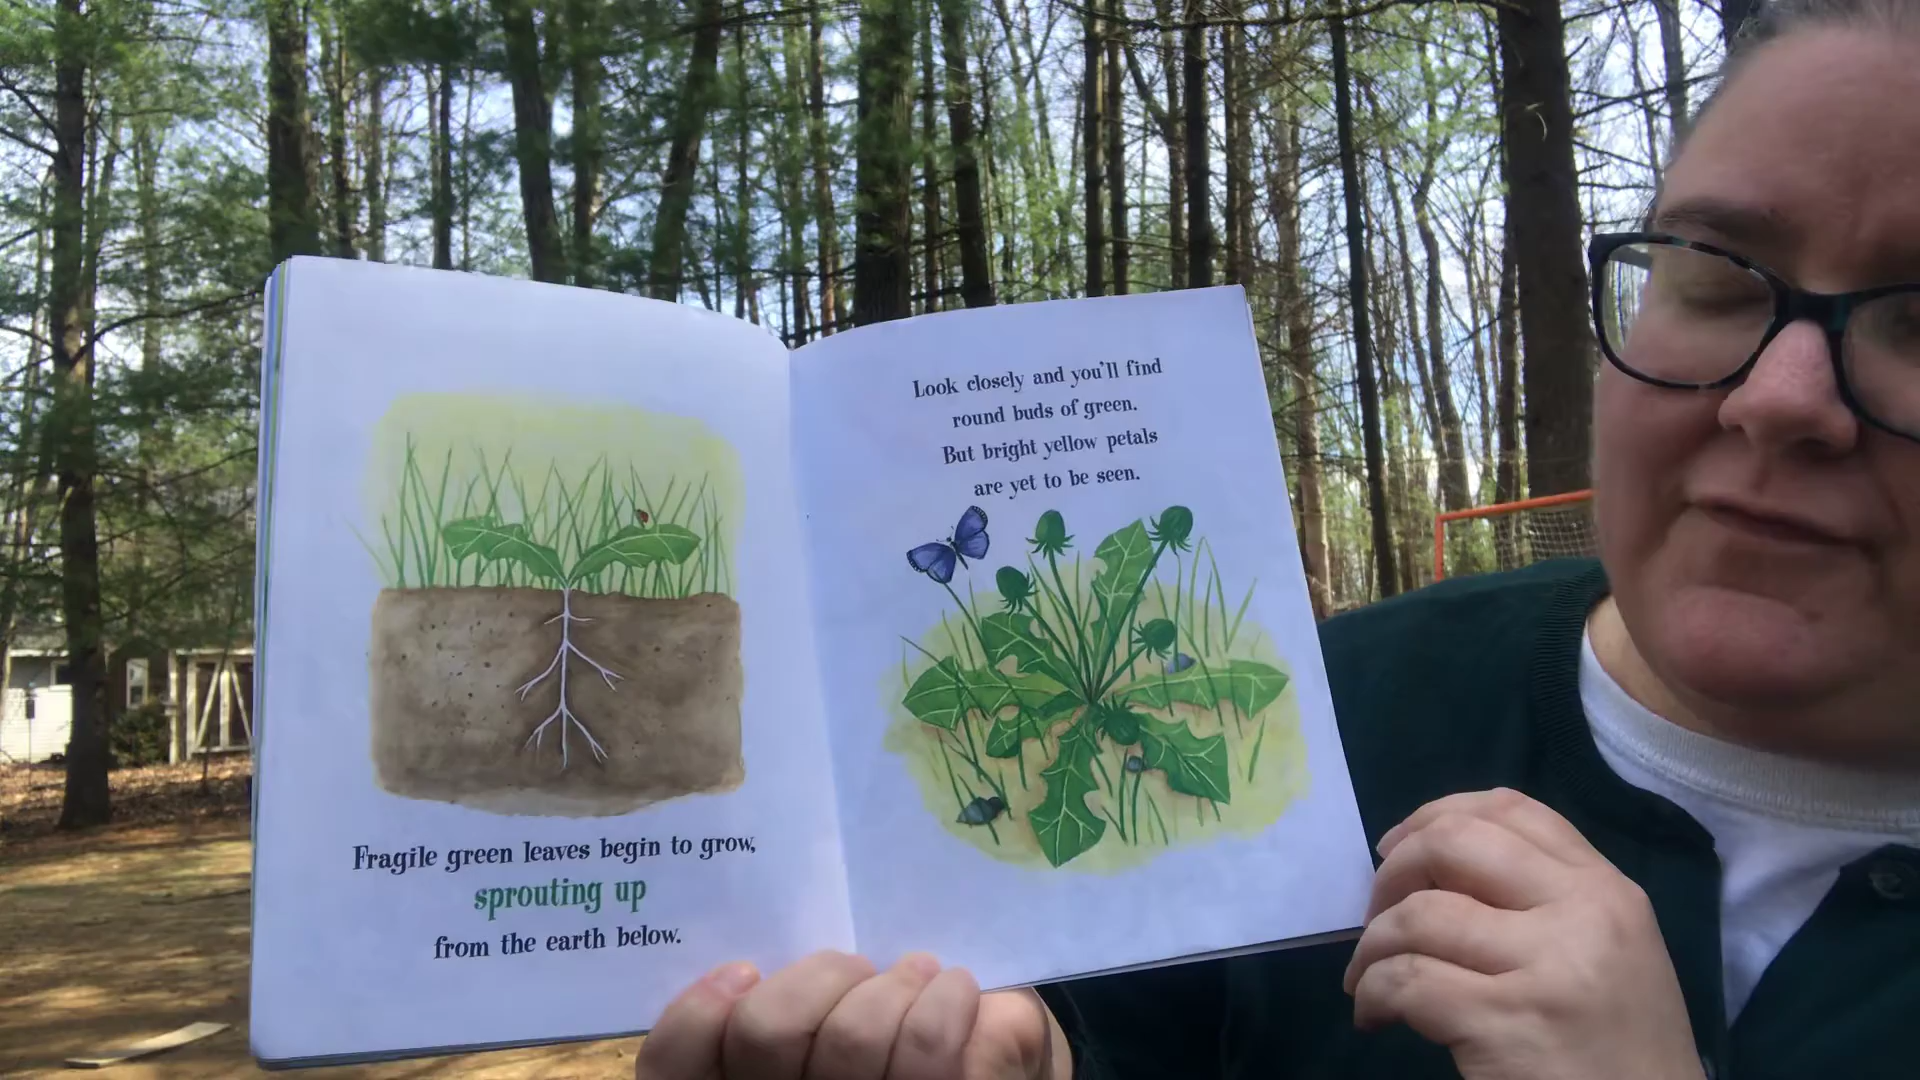 Fragile green leaves begin to grow,
sprouting up
from the earth below.
Look closely and you'll find
round buds of green.
But bright yellow petals
are yet to be seen.